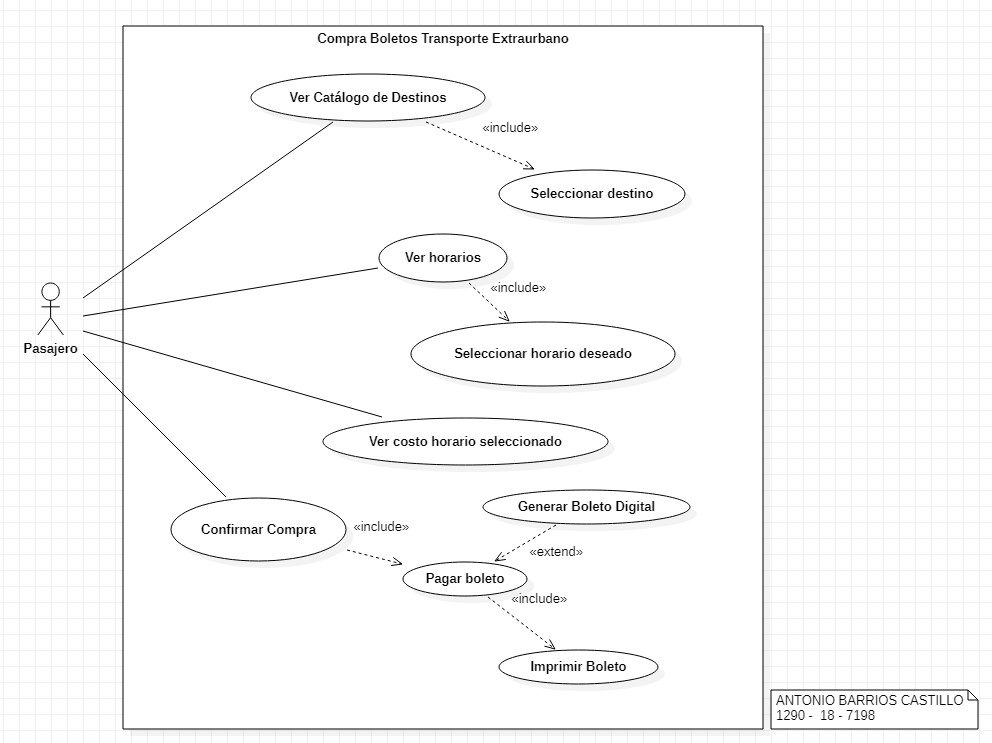 Compra Boletos Transporte Extraurbano
Ver Catálogo de Destinos
«include»
Seleccionar destino
Ver horarios
«include»
Seleccionar horario deseado
Pasajero
Ver costo horario seleccionado
Generar Boleto Digital
Confirmar Compra
«include»
«extend»
Pagar boleto
«include»
Imprimir Boleto
ANTONIO BARRIOS CASTILLO
1290 -  18 - 7198